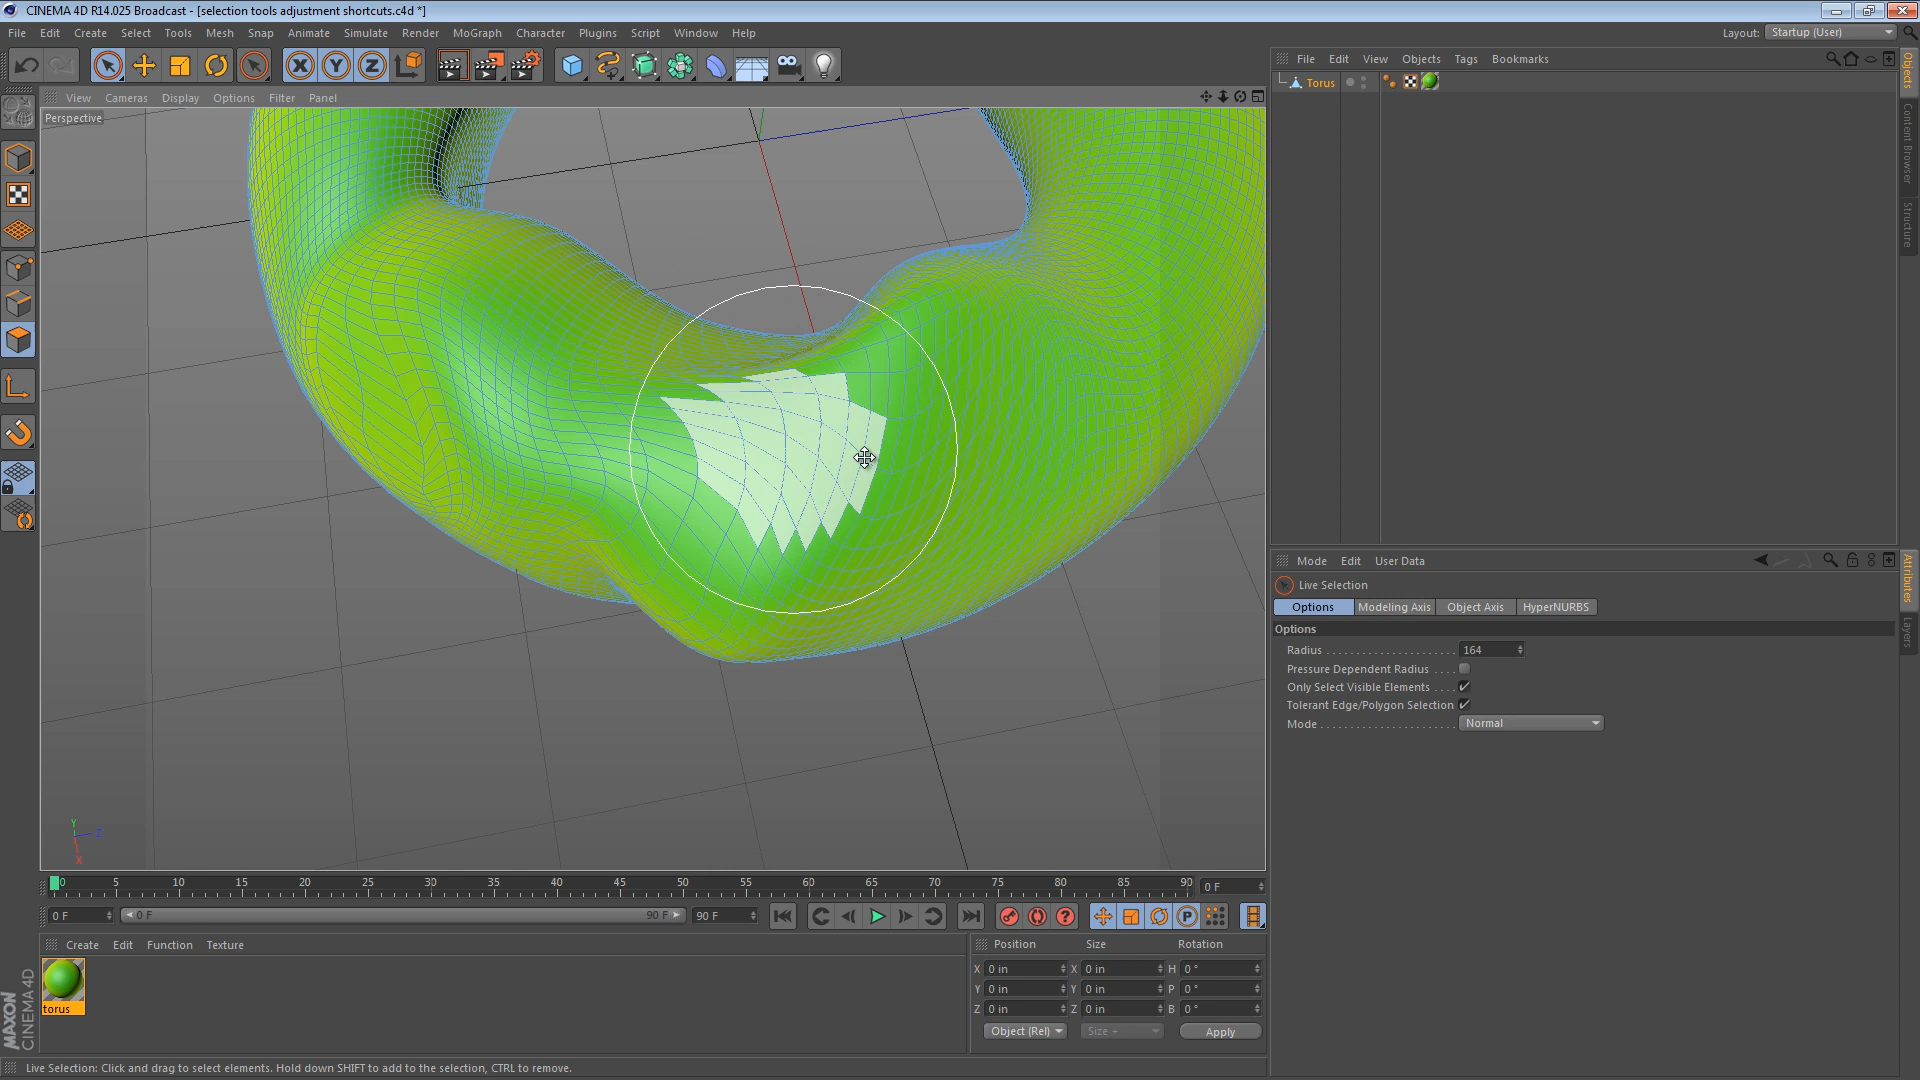 CINEMA 4D R14.025 Broadcast - [selection tools adjustment shortcuts.c4d *]
File Edit Create Select Tools Mesh Snap Animate Simulate Render MoGraph Character Plugins Script Window Help
Layout: Startup (User)
View Cameras Display Options Filter Panel
Perspective
File Edit View Objects Tags Bookmarks
Torus
Objects
Content Browser
Structure
Mode Edit User Data
Live Selection
Options Modeling Axis Object Axis HyperNURBS
Options
Radius 164
Pressure Dependent Radius
Only Select Visible Elements
Tolerant Edge/Polygon Selection
Mode Normal
Attributes
Layers
Y
Z
X
0 5 10 15 20 25 30 35 40 45 50 55 60 65 70 75 80 85 90
0 F
0 F 0 F 90 F 90 F
Create Edit Function Texture
torus
Position Size Rotation
X 0 in X 0 in H 0 °
Y 0 in Y 0 in P 0 °
Z 0 in Z 0 in B 0 °
Object (Rel) Size + Apply
MAXON
CINEMA 4D
Live Selection: Click and drag to select elements. Hold down SHIFT to add to the selection, CTRL to remove.